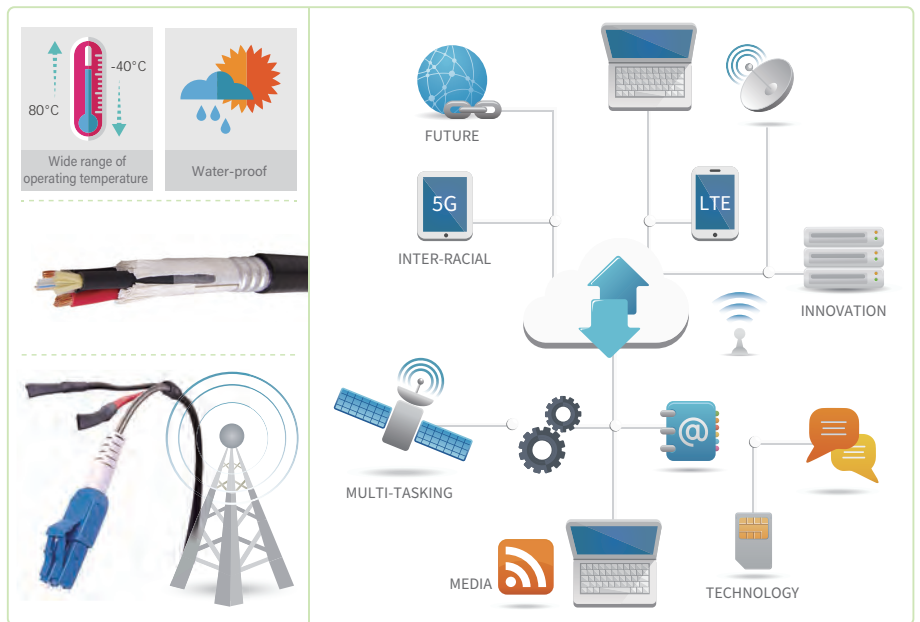 -40°C
80°C
Wide range of
operating temperature
Water-proof
FUTURE
5G
LTE
INTER-RACIAL
INNOVATION
@
MULTI-TASKING
MEDIA
TECHNOLOGY